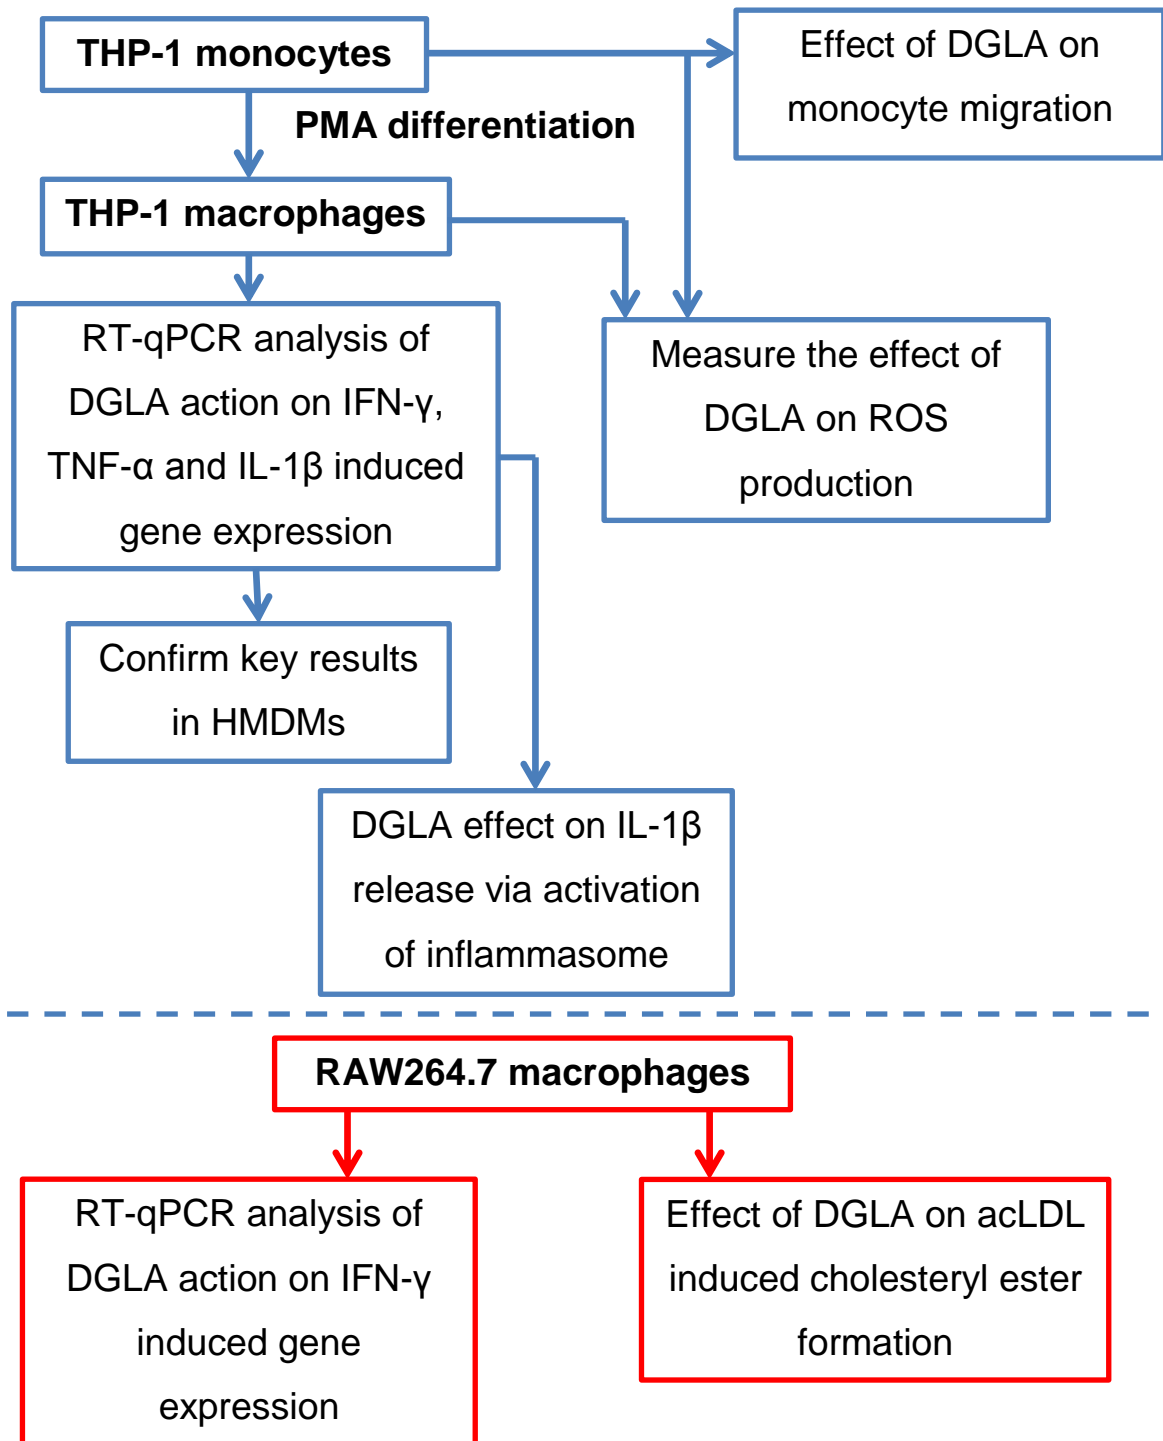 THP-1 monocytes
Effect of DGLA on
monocyte migration
PMA differentiation
THP-1 macrophages
RT-qPCR analysis of
DGLA action on IFN-γ,
TNF-α and IL-1β induced
gene expression
Measure the effect of
DGLA on ROS
production
Confirm key results
in HMDMs
DGLA effect on IL-1β
release via activation
of inflammasome
RAW264.7 macrophages
RT-qPCR analysis of
DGLA action on IFN-γ
induced gene
expression
Effect of DGLA on acLDL
induced cholesteryl ester
formation